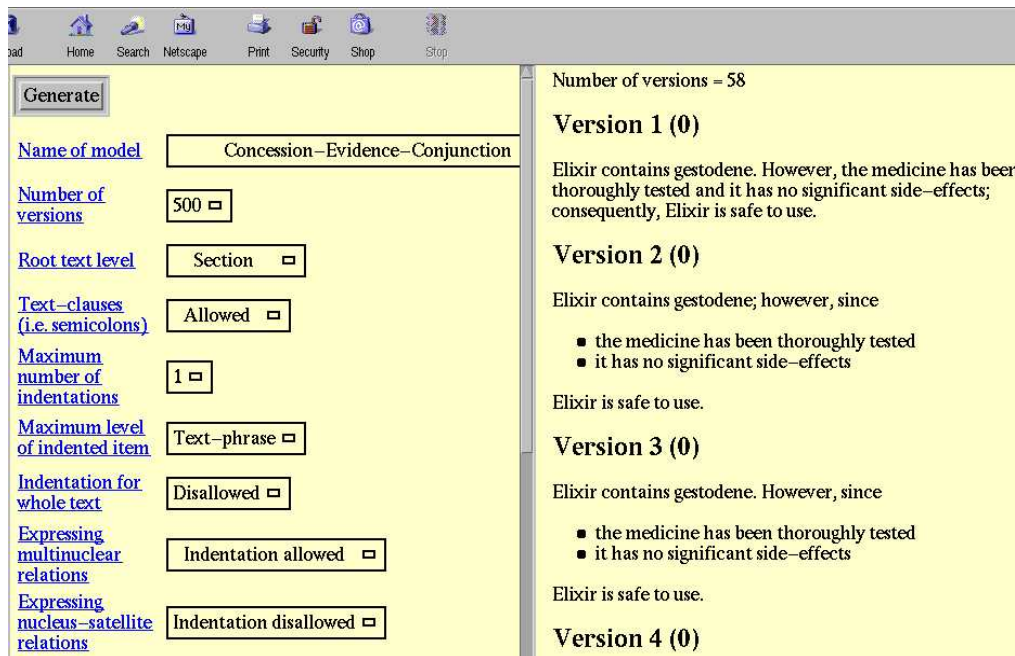 Home Search Netscape Print Security Shop Stop
Generate
Name of model Concession–Evidence–Conjunction
Number of
versions 500
Root text level Section
Text–clauses
(i.e. semicolons) Allowed
Maximum
number of
indentations 1
Maximum level
of indented item Text–phrase
Indentation for
whole text Disallowed
Expressing
multinuclear
relations Indentation allowed
Expressing
nucleus–satellite
relations Indentation disallowed
Number of versions = 58
Version 1 (0)
Elixir contains gestodene. However, the medicine has been
thoroughly tested and it has no significant side–effects;
consequently, Elixir is safe to use.
Version 2 (0)
Elixir contains gestodene; however, since
the medicine has been thoroughly tested
it has no significant side–effects
Elixir is safe to use.
Version 3 (0)
Elixir contains gestodene. However, since
the medicine has been thoroughly tested
it has no significant side–effects
Elixir is safe to use.
Version 4 (0)